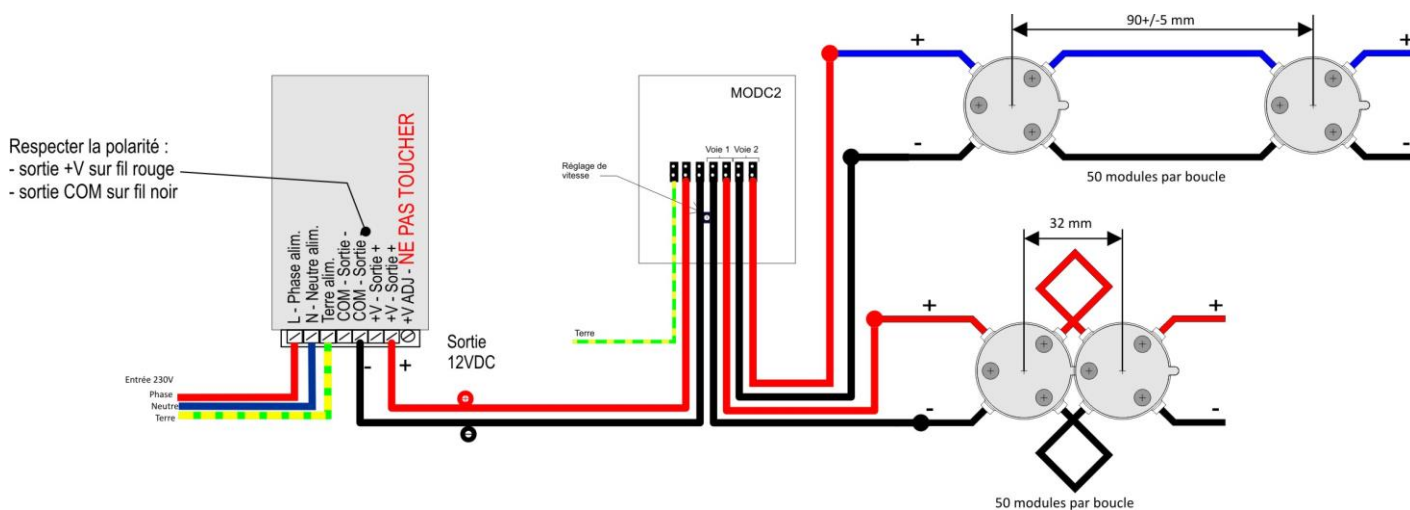 Respecter la polarité :
- sortie +V sur fil rouge
- sortie COM sur fil noir
L - Phase alim.
N - Neutre alim.
Terre alim.
COM - Sortie -
COM - Sortie -
+V - Sortie +
+V - Sortie +
+V ADJ - NE PAS TOUCHER
- +
Sortie
12VDC
Entrée 230V
Phase
Neutre
Terre
MODC2
Voie 1 Voie 2
Réglage de
vitesse
Terre
90+/-5 mm
+ +
- -
50 modules par boucle
32 mm
+ +
- -
50 modules par boucle